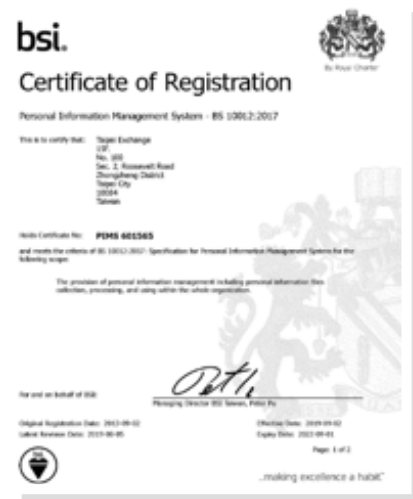 bsi.
By Royal Charter
Certificate of Registration
Personal Information Management System - BS 10012:2017
This is to certify that:
Taipei Exchange
15F.
No. 100
Sec. 2, Roosevelt Road
Zhongzheng District
Taipei City
10084
Taiwan
Holds Certificate No: PIMS 601565
and meets the criteria of BS 10012:2017- Specification for Personal Information Management System for the
following scope:
The provision of personal information management including personal information files
collection, processing, and using within the whole organization.
For and on behalf of BSI:
Managing Director BSI Taiwan, Peter Pu
Original Registration Date: 2013-09-02
Effective Date: 2019-09-02
Latest Revision Date: 2019-08-05
Expiry Date: 2022-09-01
Page: 1 of 2
...making excellence a habit.